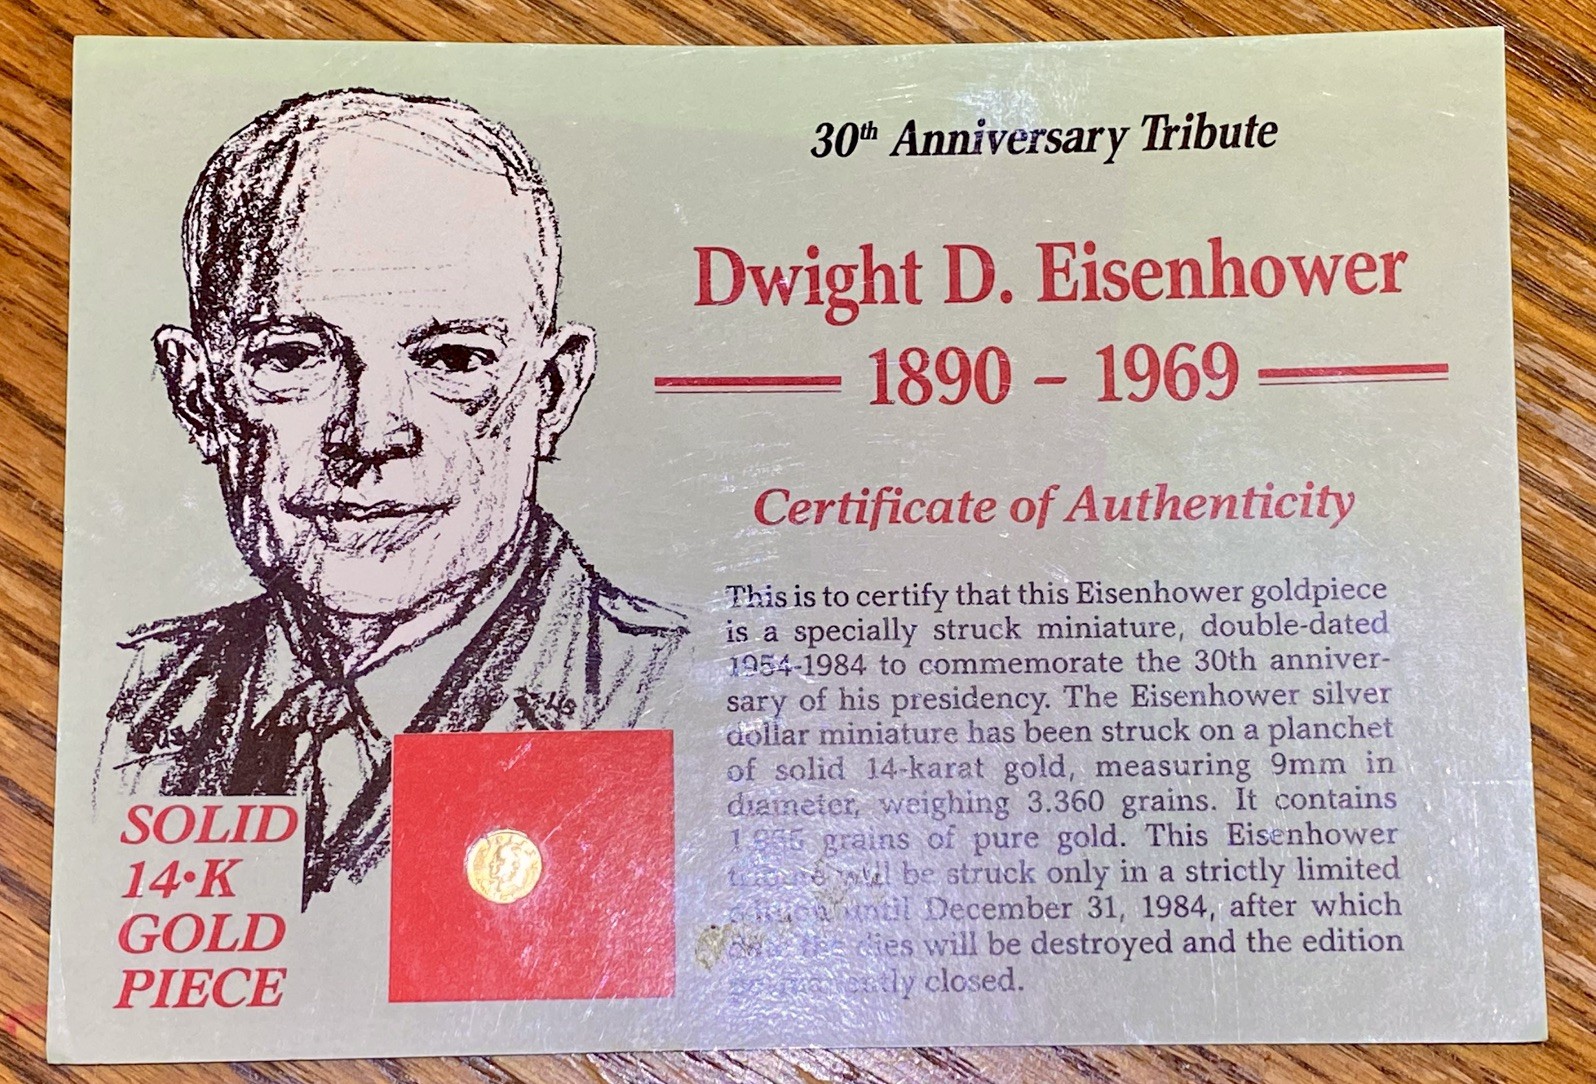 30th Anniversary Tribute
Dwight D. Eisenhower
1890 - 1969
Certificate of Authenticity
This is to certify that this Eisenhower goldpiece
is a specially struck miniature, double-dated
1954-1984 to commemorate the 30th anniver-
sary of his presidency. The Eisenhower silver
dollar miniature has been struck on a planchet
of solid 14-karat gold, measuring 9mm in
diameter, weighing 3.360 grains. It contains
grains of pure gold. This Eisenhower
will be struck only in a strictly limited
until December 31, 1984, after which
the dies will be destroyed and the edition
permanently closed.
SOLID
14•K
GOLD
PIECE